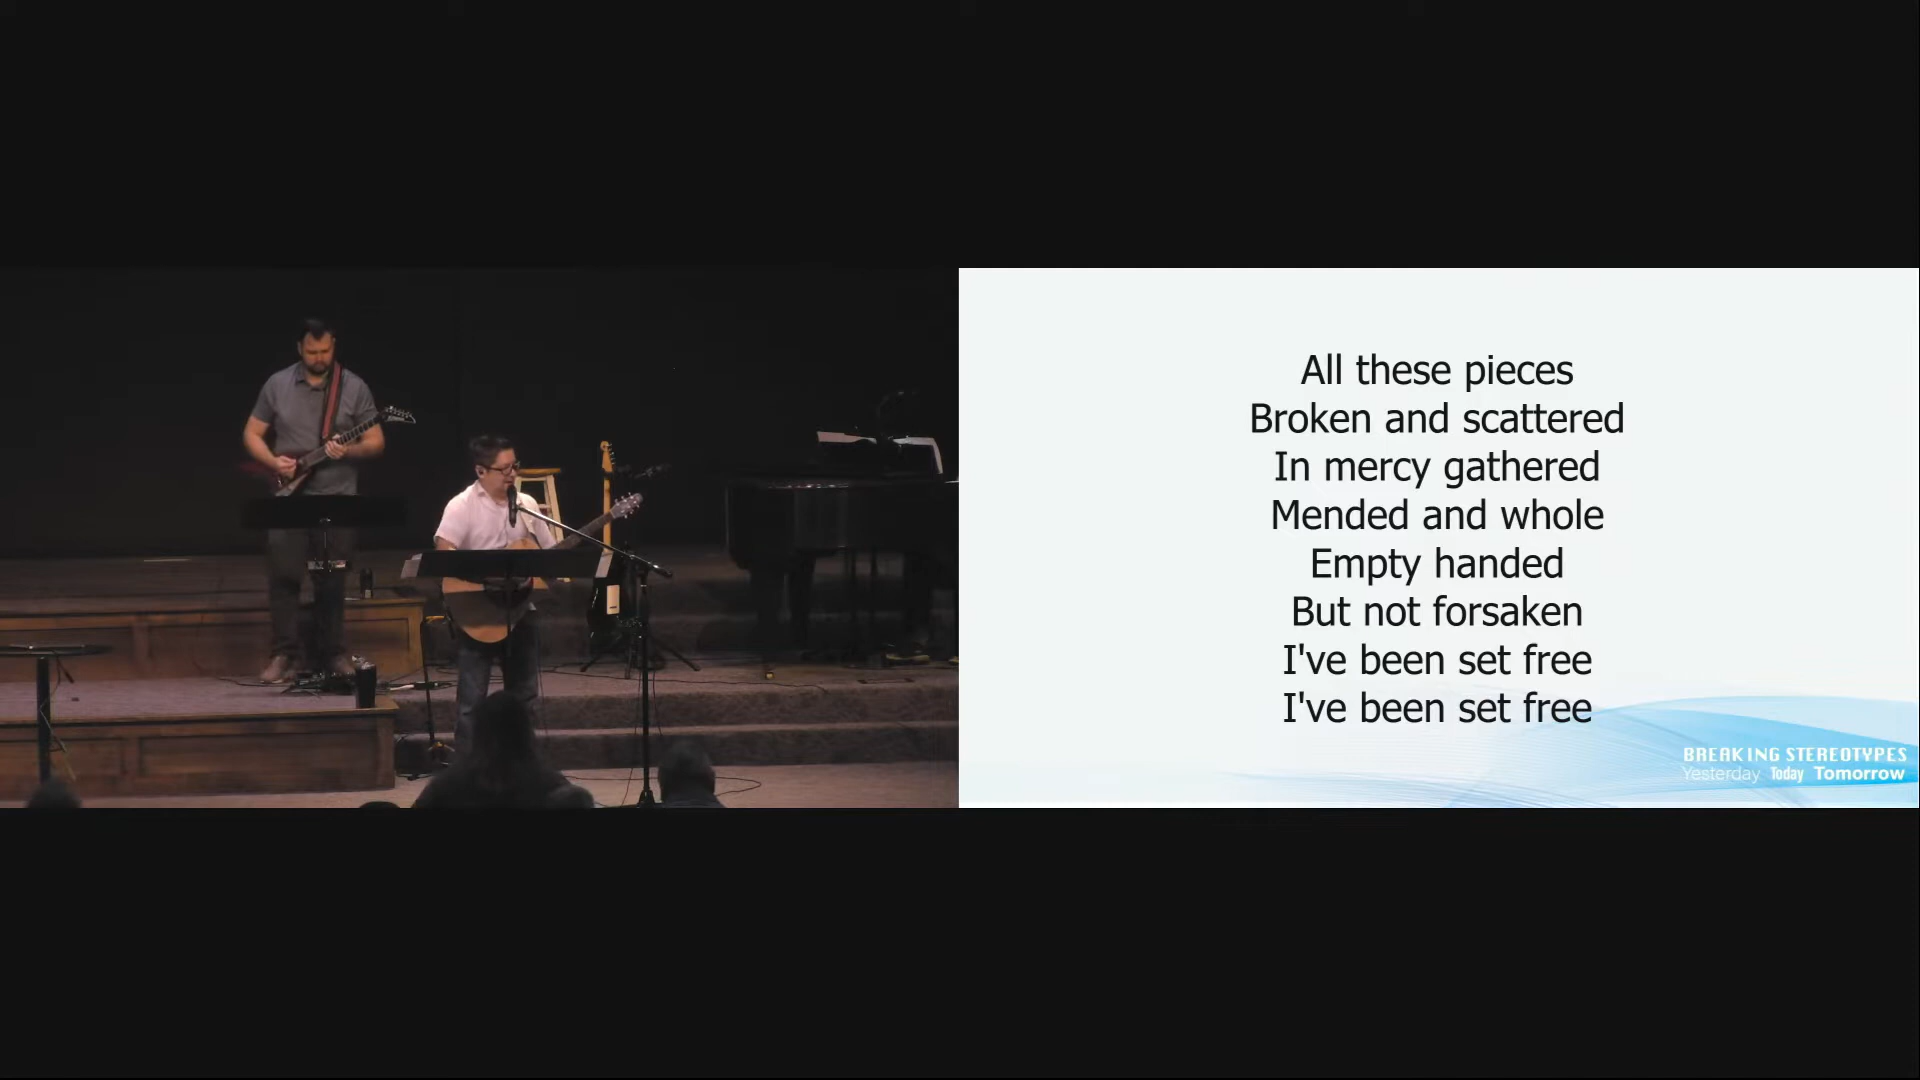 All these pieces
Broken and scattered
In mercy gathered
Mended and whole
Empty handed
But not forsaken
I've been set free
I've been set free
BREAKING STEREOTYPES
Yesterday Today Tomorrow